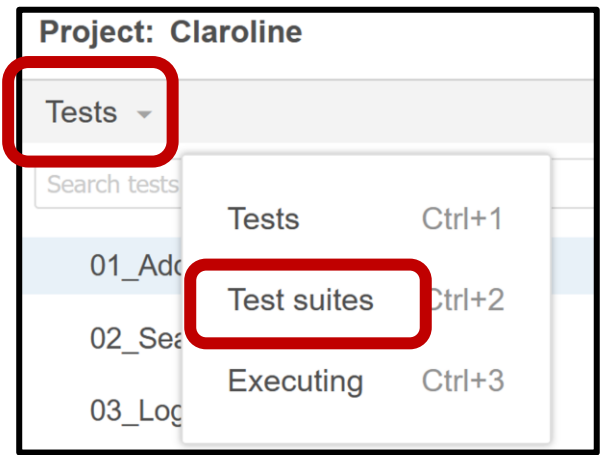 Project: Claroline
Tests
Search tests
Tests Ctrl+1
01_Add
Test suites Ctrl+2
02_Sea
Executing Ctrl+3
03_Log